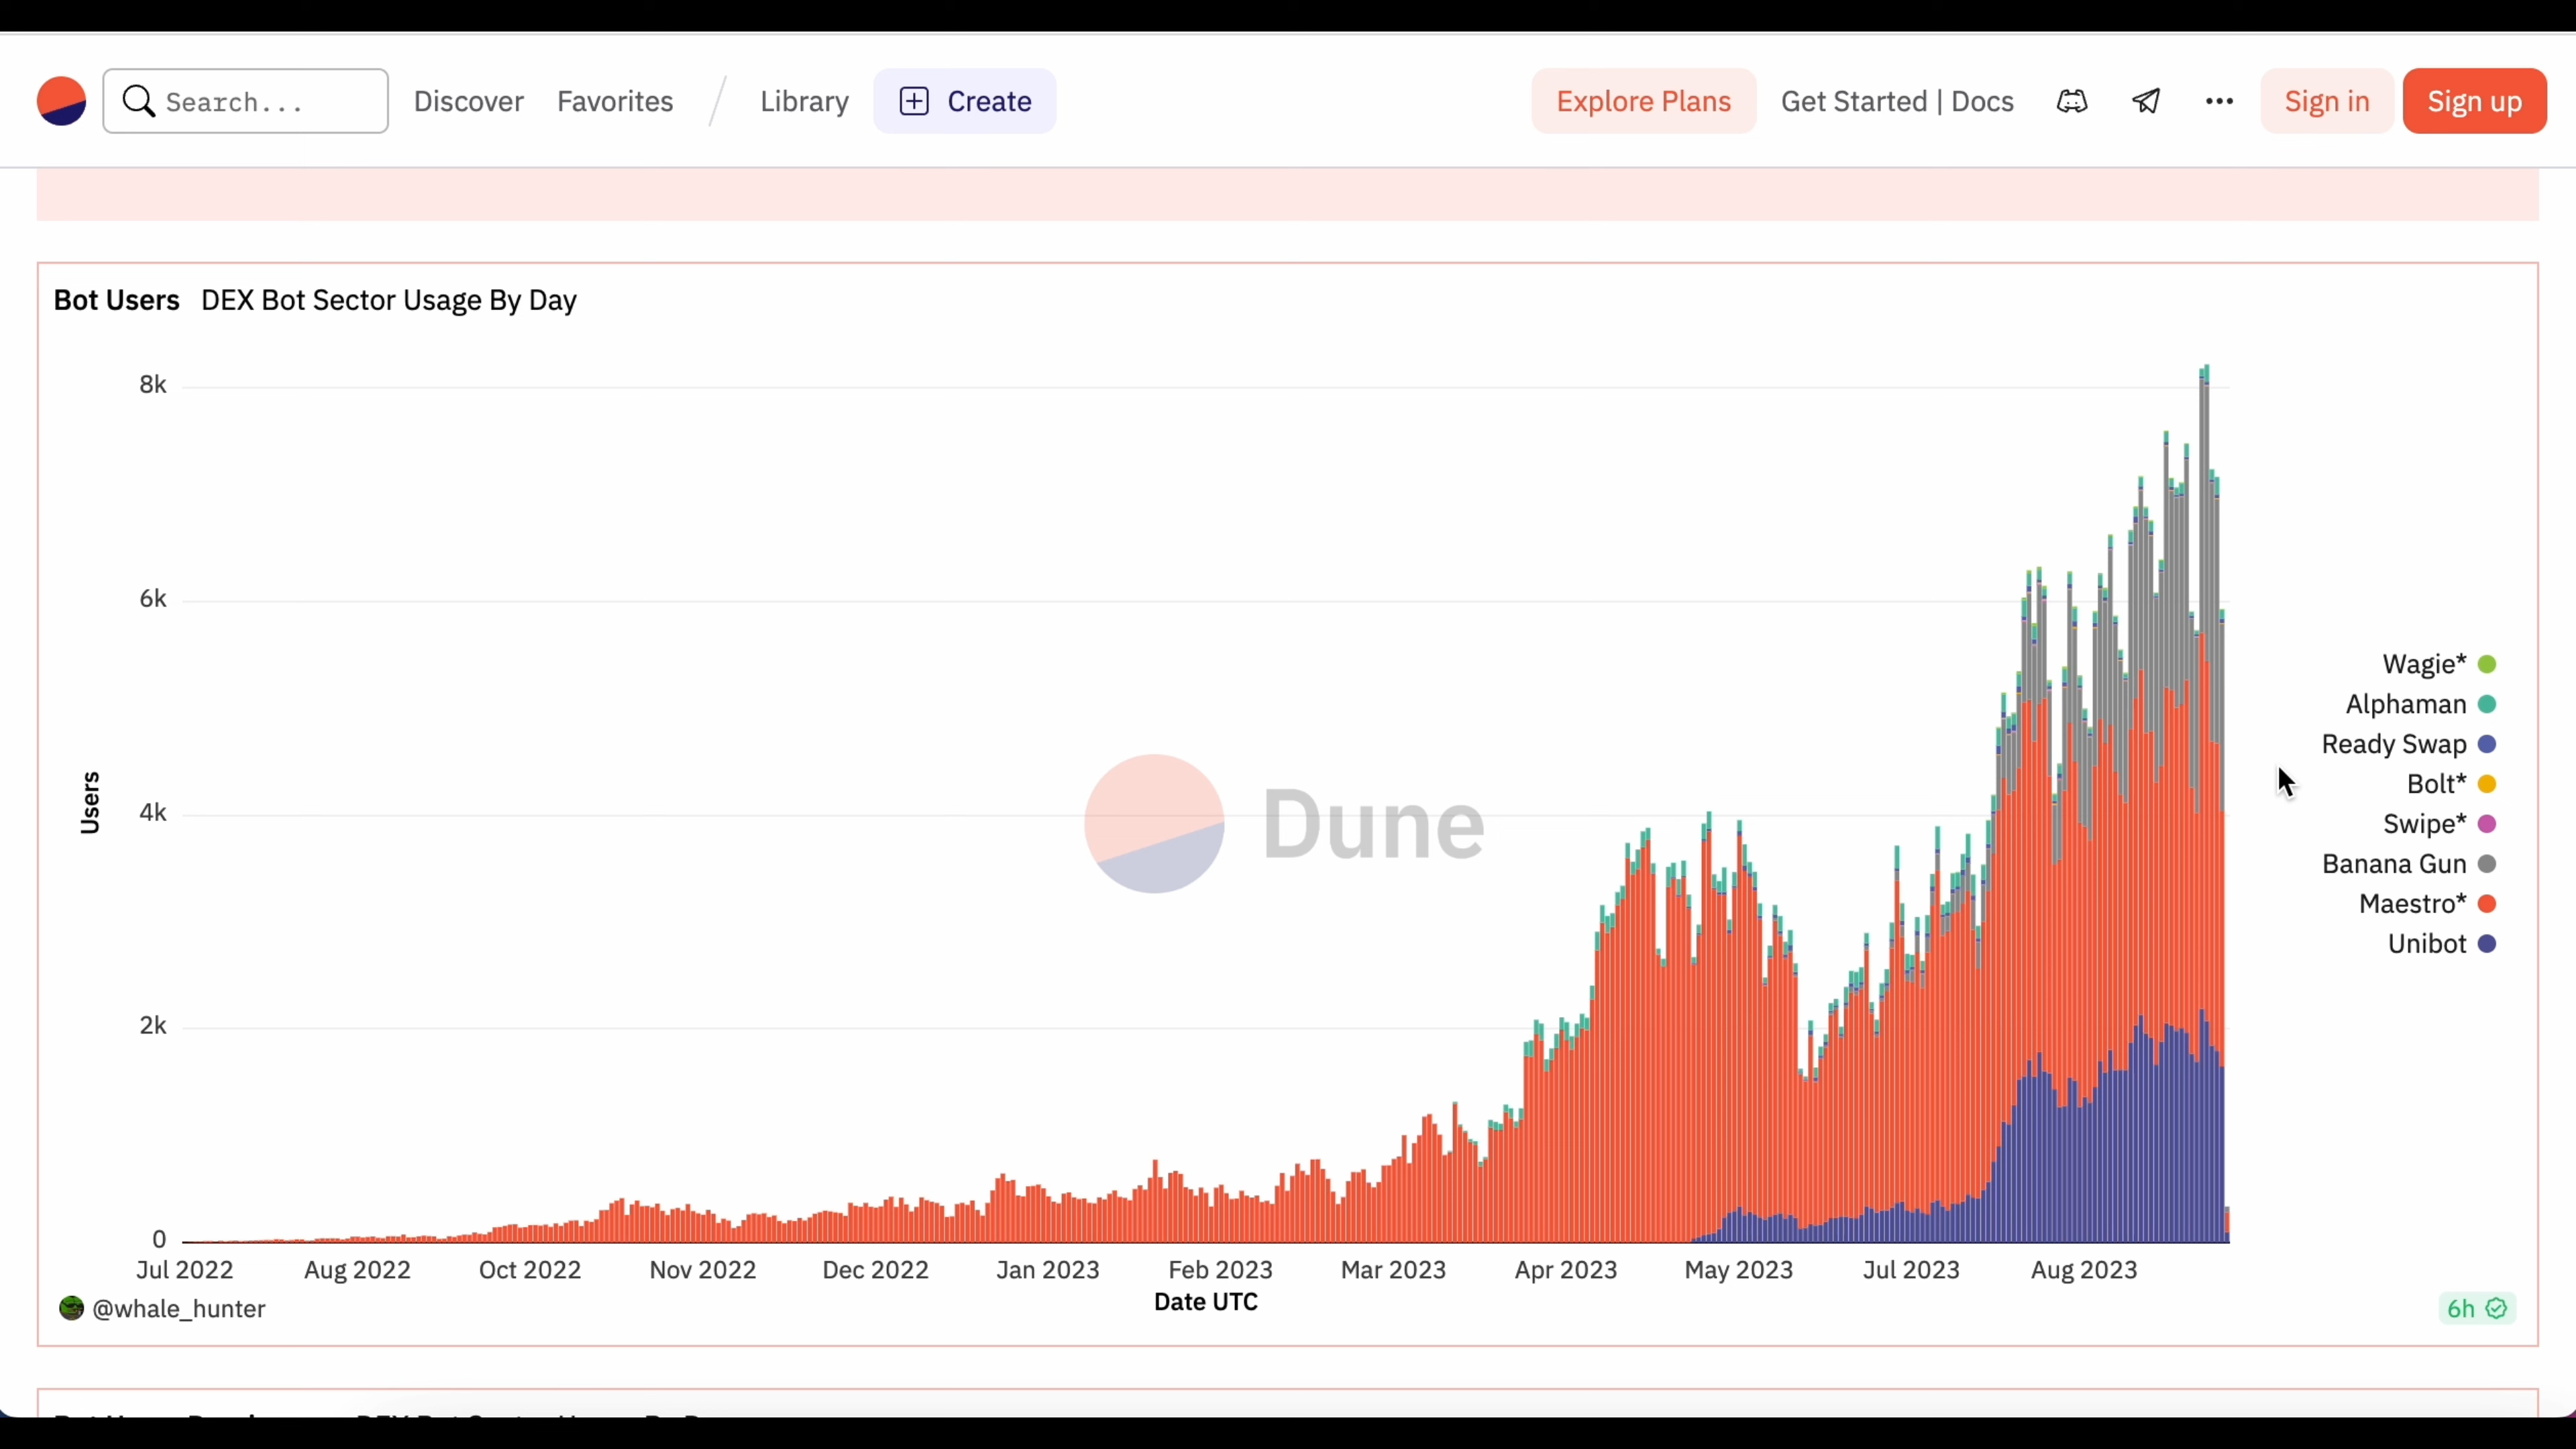 Search...
Discover
Favorites
Library
Create
Explore Plans
Get Started | Docs
Sign in
Sign up
Bot Users DEX Bot Sector Usage By Day
8k
6k
4k
2k
0
Users
Dune
Wagie*
Alphaman
Ready Swap
Bolt*
Swipe*
Banana Gun
Maestro*
Unibot
Jul 2022
Aug 2022
Oct 2022
Nov 2022
Dec 2022
Jan 2023
Feb 2023
Mar 2023
Apr 2023
May 2023
Jul 2023
Aug 2023
Date UTC
@whale_hunter
6h